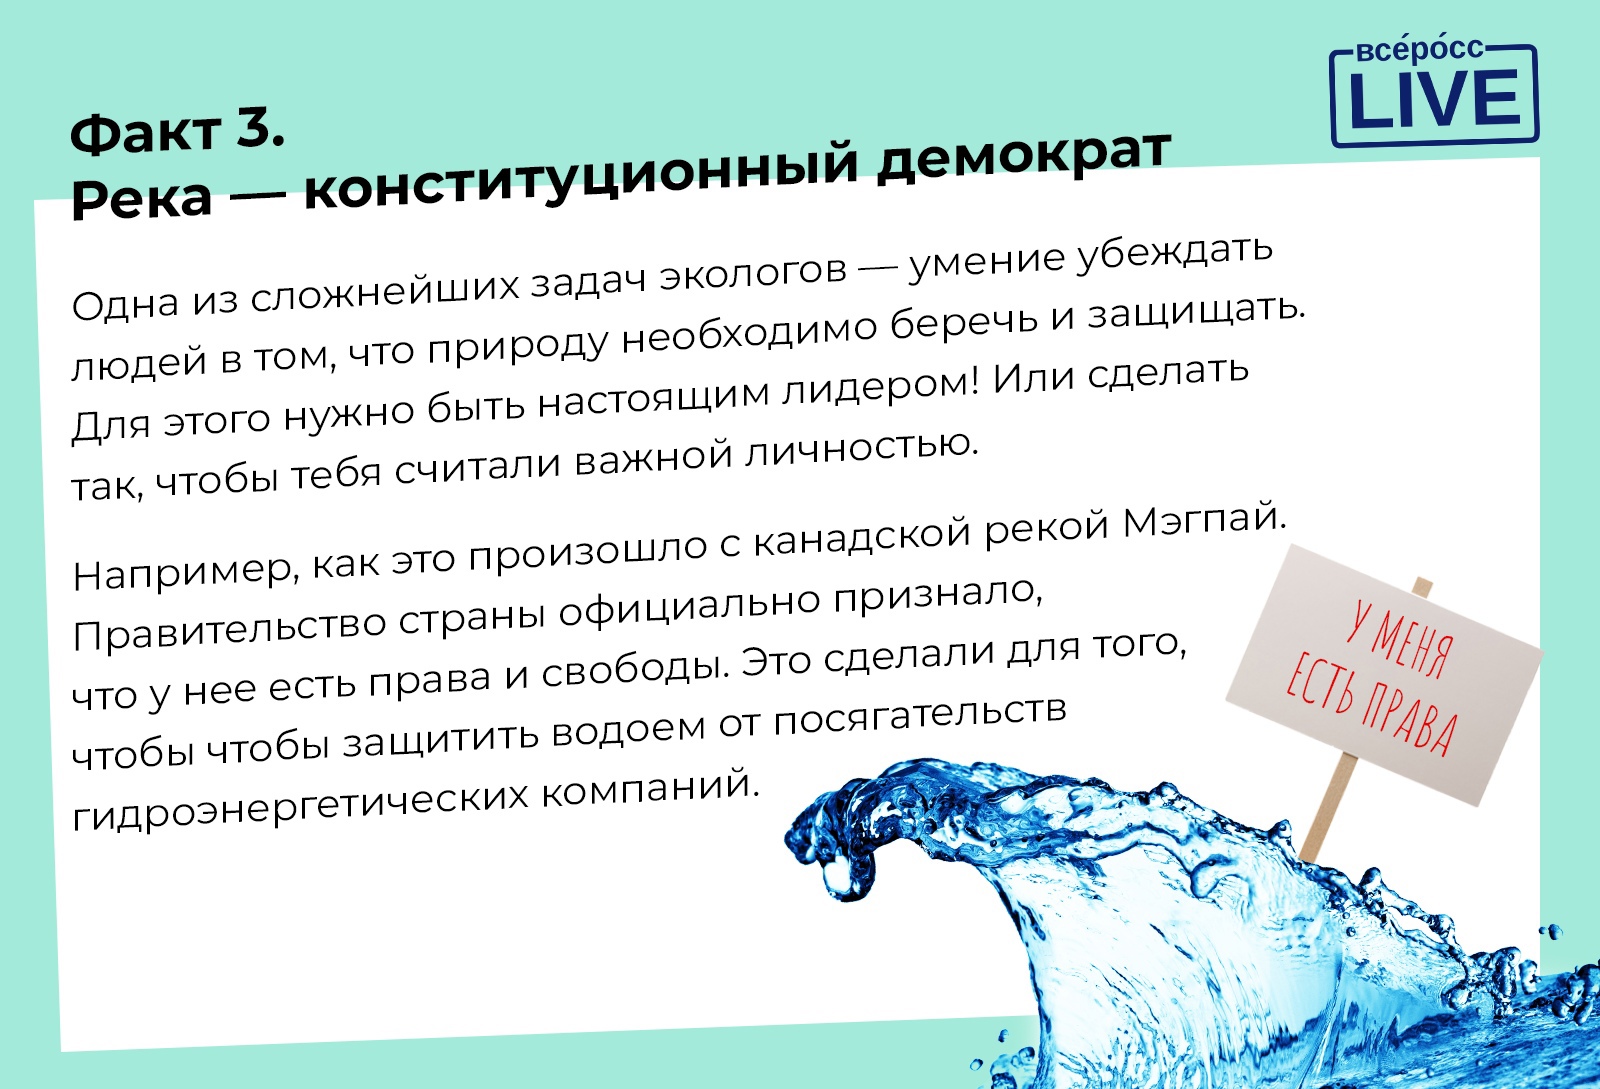 всéрóсс
LIVE
Факт 3.
Река — конституционный демократ
Одна из сложнейших задач экологов — умение убеждать
людей в том, что природу необходимо беречь и защищать.
Для этого нужно быть настоящим лидером! Или сделать
так, чтобы тебя считали важной личностью.
Например, как это произошло с канадской рекой Мэгпай.
Правительство страны официально признало,
что у нее есть права и свободы. Это сделали для того,
чтобы чтобы защитить водоем от посягательств
гидроэнергетических компаний.
У МЕНЯ
ЕСТЬ ПРАВА